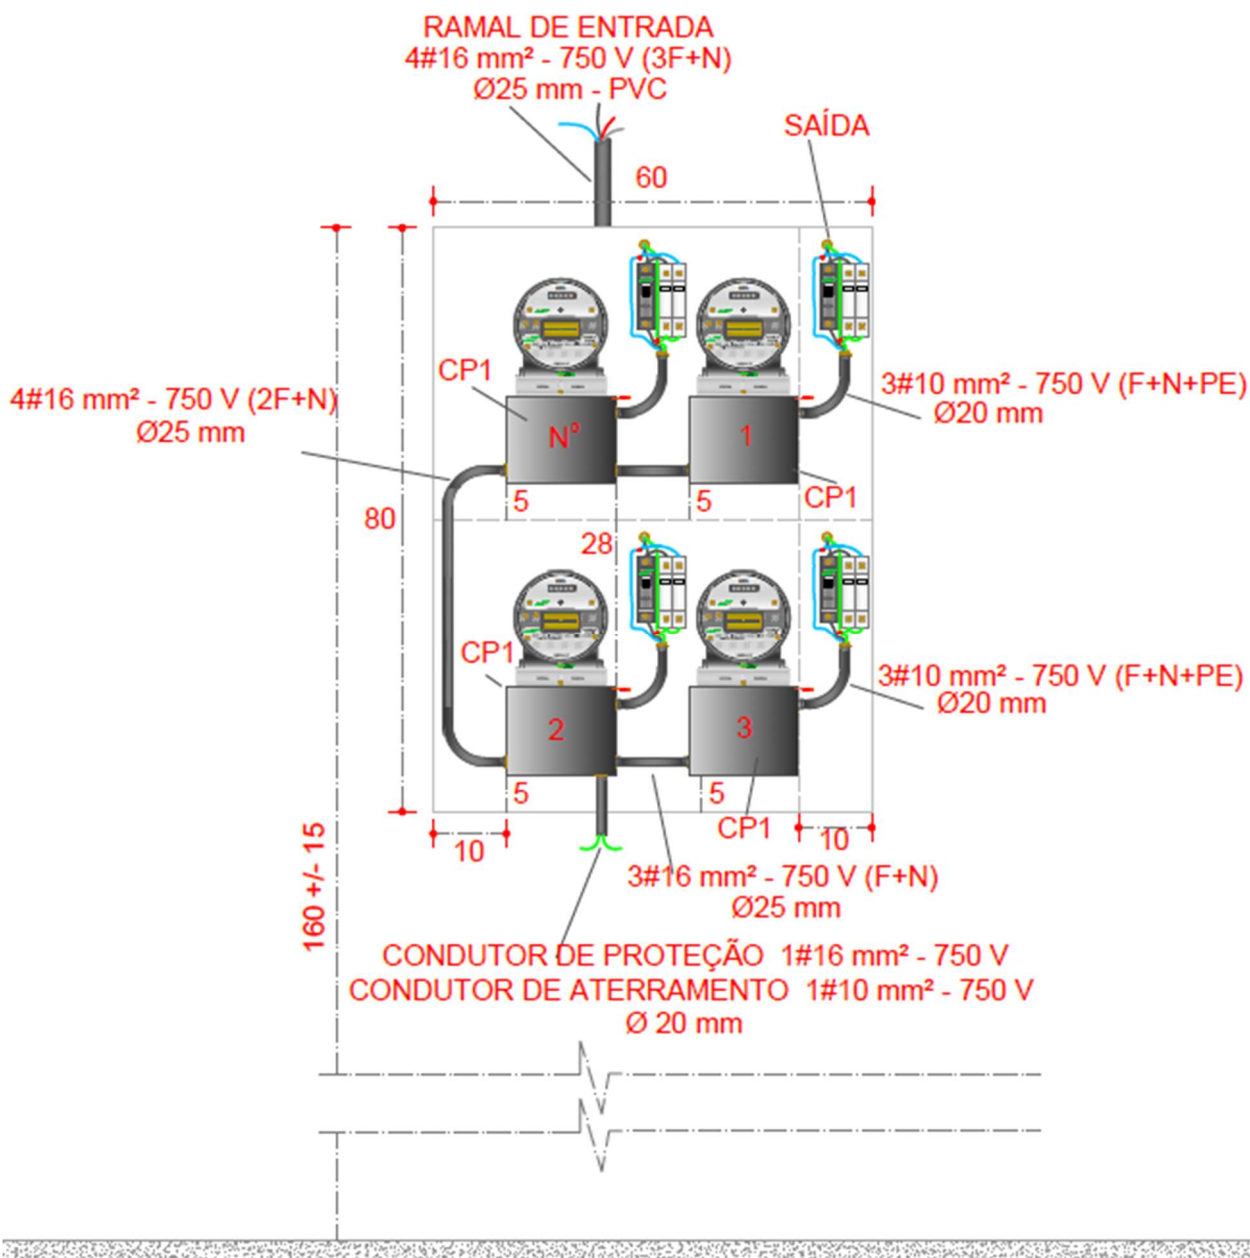 RAMAL DE ENTRADA
4#16 mm² - 750 V (3F+N)
Ø25 mm - PVC
SAÍDA
60
CP1
4#16 mm² - 750 V (2F+N)
Ø25 mm
3#10 mm² - 750 V (F+N+PE)
Ø20 mm
Nº
1
CP1
5
5
80
28
CP1
3#10 mm² - 750 V (F+N+PE)
Ø20 mm
2
3
5
5
CP1
10
10
160 +/- 15
3#16 mm² - 750 V (F+N)
Ø25 mm
CONDUTOR DE PROTEÇÃO 1#16 mm² - 750 V
CONDUTOR DE ATERRAMENTO 1#10 mm² - 750 V
Ø 20 mm